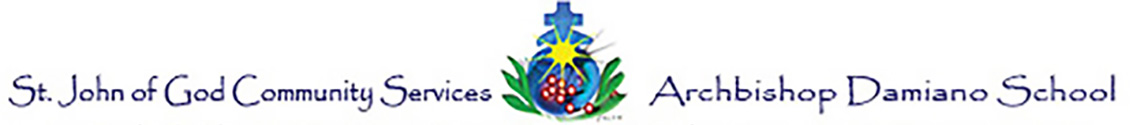 St. John of God Community Services Archbishop Damiano School